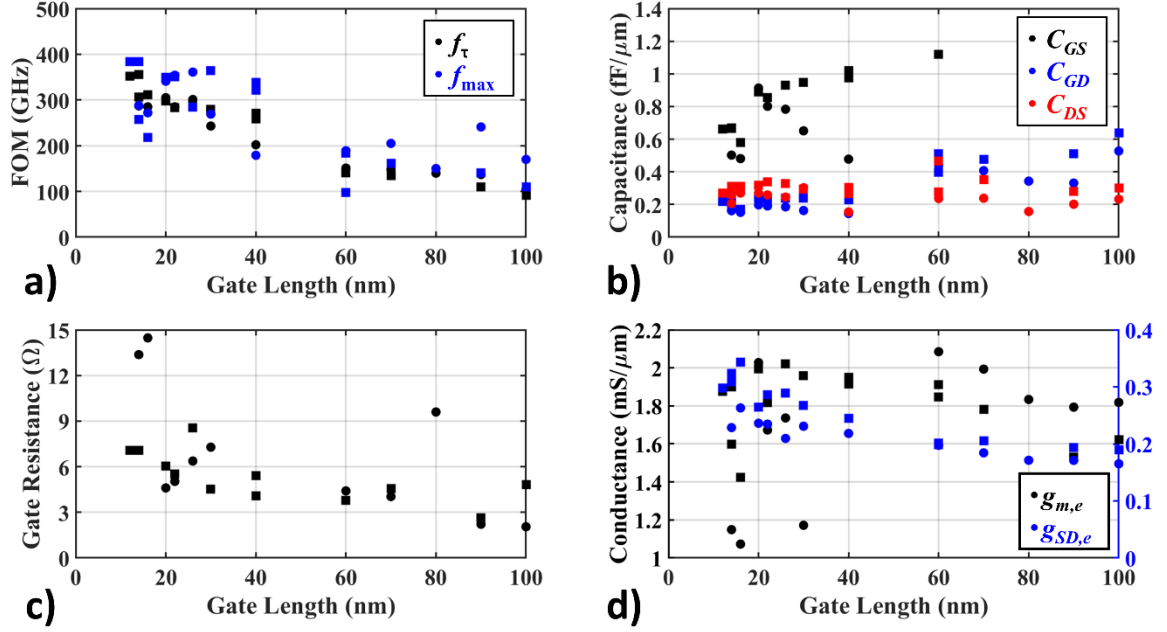 500
400
300
200
100
0
FOM (GHz)
0 20 40 60 80 100
Gate Length (nm)
fτ
fmax
a)
1.4
1.2
1
0.8
0.6
0.4
0.2
0
Capacitance (fF/μm)
0 20 40 60 80 100
Gate Length (nm)
CGS
CGD
CDS
b)
15
12
9
6
3
0
Gate Resistance (Ω)
0 20 40 60 80 100
Gate Length (nm)
c)
2.2
2
1.8
1.6
1.4
1.2
1
Conductance (mS/μm)
0.4
0.3
0.2
0.1
0
0 20 40 60 80 100
Gate Length (nm)
gm,e
gSD,e
d)